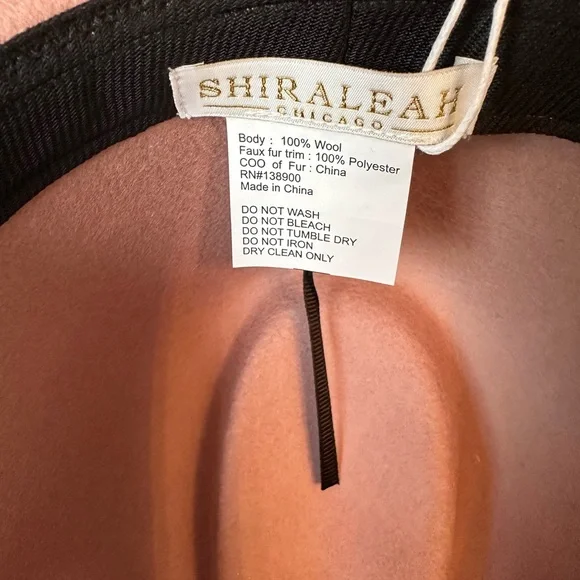 SHIRALEAH
CHICAGO
Body : 100% Wool
Faux fur trim : 100% Polyester
COO of Fur : China
RN#138900
Made in China
DO NOT WASH
DO NOT BLEACH
DO NOT TUMBLE DRY
DO NOT IRON
DRY CLEAN ONLY